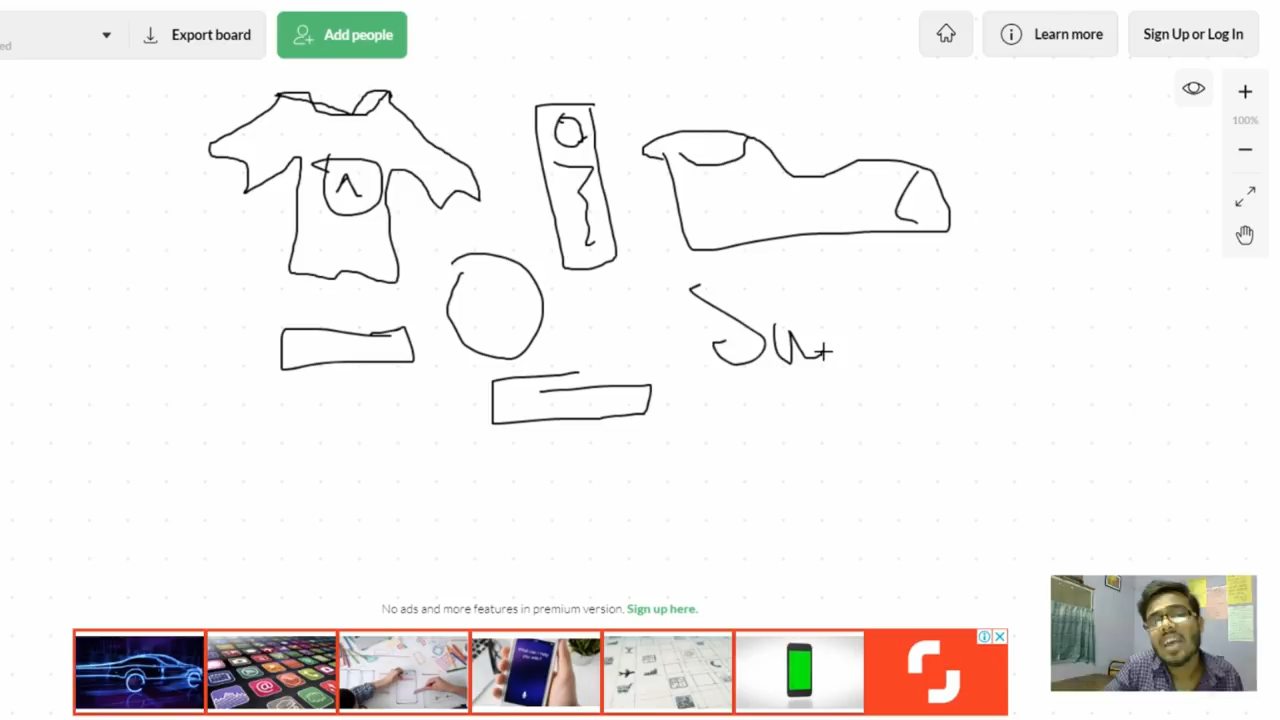 ed
Export board
Add people
Learn more
Sign Up or Log In
100%
No ads and more features in premium version. Sign up here.